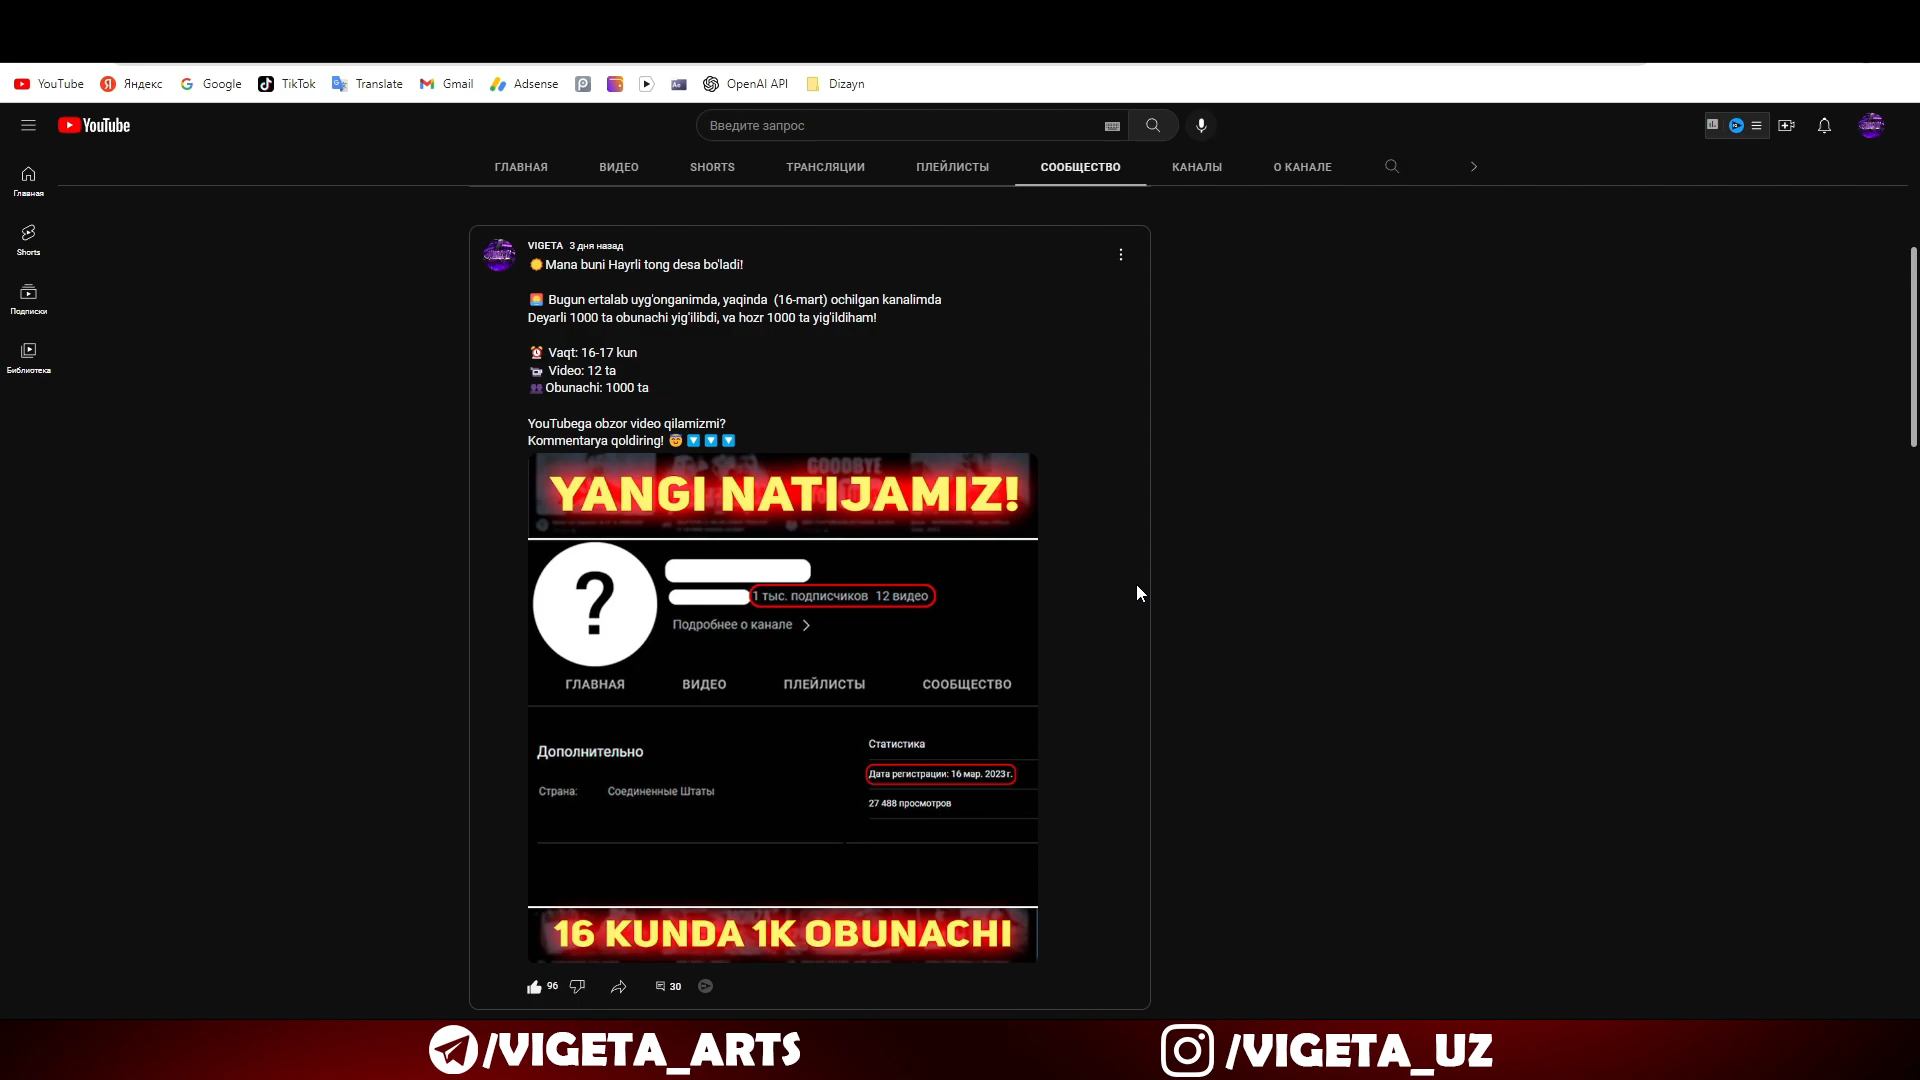 YouTube Яндекс Google TikTok Translate Gmail Adsense OpenAI API Dizayn
YouTube
Введите запрос
ГЛАВНАЯ ВИДЕО SHORTS ТРАНСЛЯЦИИ ПЛЕЙЛИСТЫ СООБЩЕСТВО КАНАЛЫ О КАНАЛЕ
Главная
Shorts
Подписки
Библиотека
VIGETA 3 дня назад
Mana buni Hayrli tong desa bo'ladi!
Bugun ertalab uyg'onganimda, yaqinda (16-mart) ochilgan kanalimda
Deyarli 1000 ta obunachi yig'ilibdi, va hozr 1000 ta yig'ildiham!
Vaqt: 16-17 kun
Video: 12 ta
Obunachi: 1000 ta
YouTubega obzor video qilamizmi?
Kommentarya qoldiring!
GOODBYE
YANGI NATIJAMIZ!
?
1 тыс. подписчиков 12 видео
Подробнее о канале
ГЛАВНАЯ ВИДЕО ПЛЕЙЛИСТЫ СООБЩЕСТВО
Статистика
Дополнительно
Дата регистрации: 16 мар. 2023 г.
Страна: Соединенные Штаты
27 488 просмотров
16 KUNDA 1K OBUNACHI
96 30
/VIGETA_ARTS /VIGETA_UZ